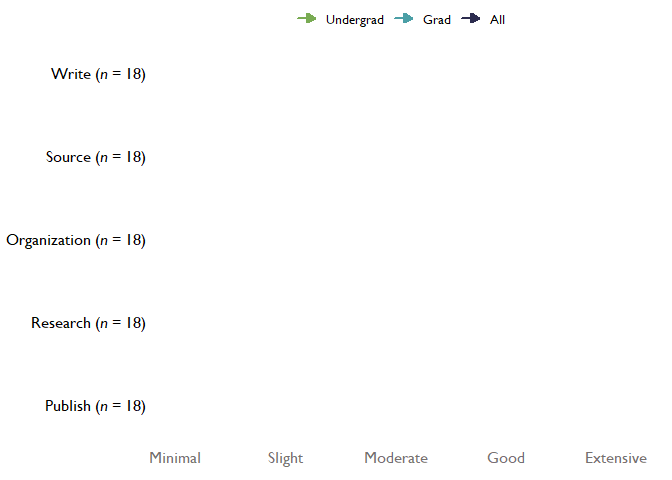 Undergrad Grad All
Write (n = 18)
Source (n = 18)
Organization (n = 18)
Research (n = 18)
Publish (n = 18)
Minimal Slight Moderate Good Extensive